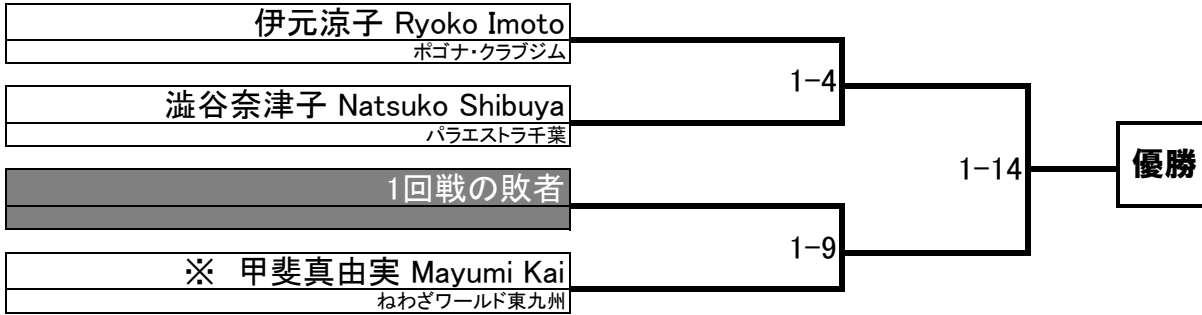 伊元涼子 Ryoko Imoto
ポゴナ・クラブジム
1-4
澁谷奈津子 Natsuko Shibuya
パラエストラ千葉
1-14
優勝
1回戦の敗者
1-9
※ 甲斐真由実 Mayumi Kai
ねわざワールド東九州